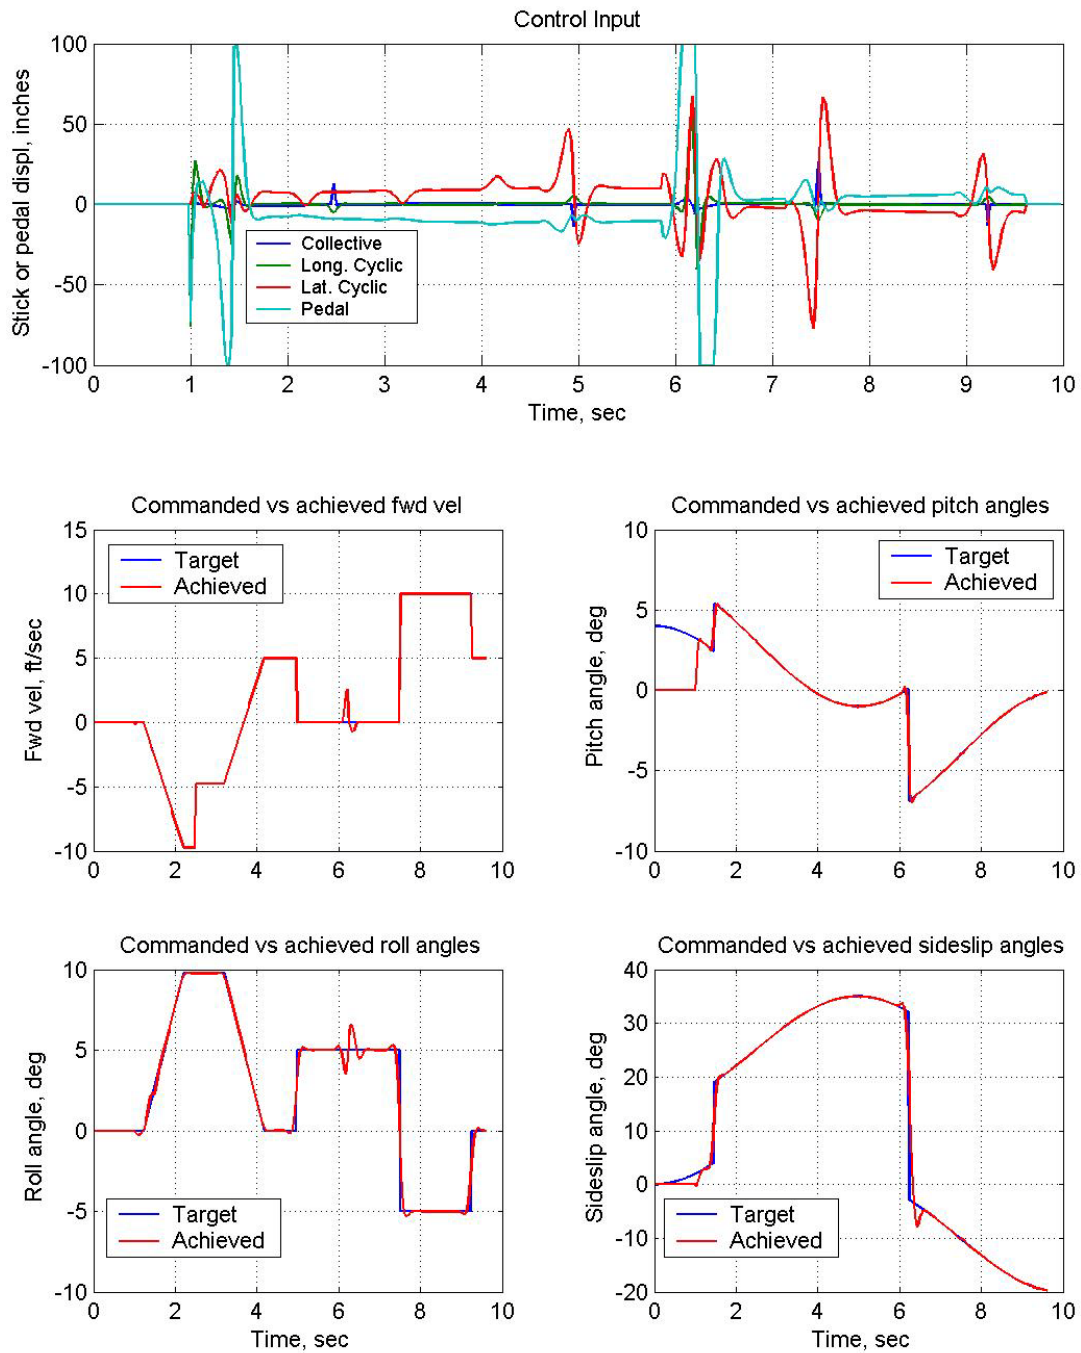 Control Input
Stick or pedal displ, inches
100
50
0
-50
-100
Collective
Long. Cyclic
Lat. Cyclic
Pedal
0 1 2 3 4 5 6 7 8 9 10
Time, sec
Commanded vs achieved fwd vel
Fwd vel, ft/sec
15
10
5
0
-5
-10
Target
Achieved
0 2 4 6 8 10
Commanded vs achieved pitch angles
Pitch angle, deg
10
5
0
-5
-10
Target
Achieved
0 2 4 6 8 10
Commanded vs achieved roll angles
Roll angle, deg
10
5
0
-5
-10
Target
Achieved
0 2 4 6 8 10
Time, sec
Commanded vs achieved sideslip angles
Sideslip angle, deg
40
30
20
10
0
-10
-20
Target
Achieved
0 2 4 6 8 10
Time, sec